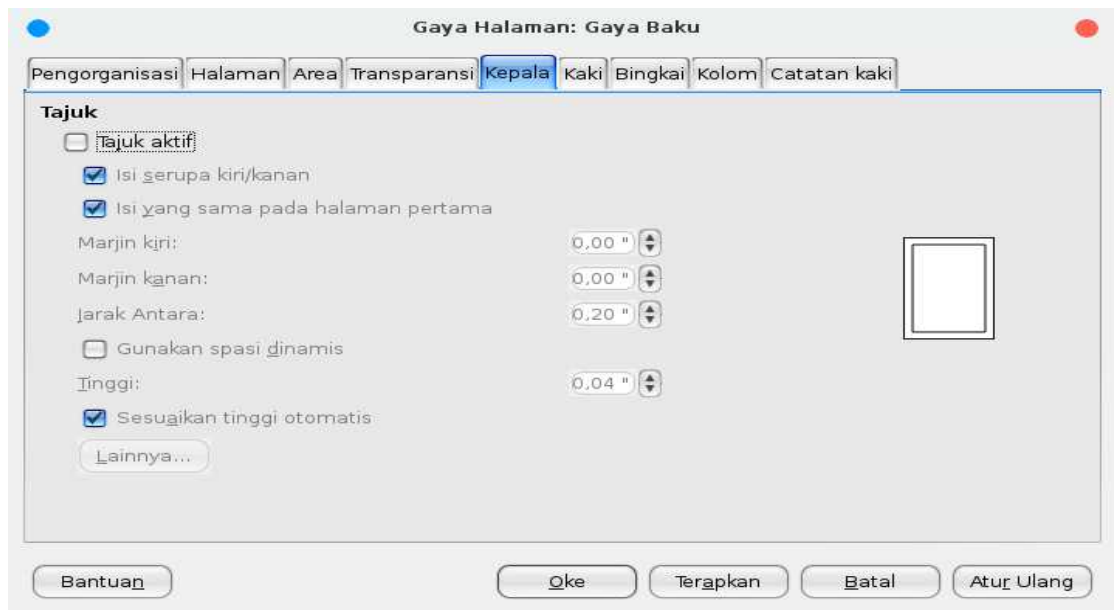 Gaya Halaman: Gaya Baku
Pengorganisasi Halaman Area Transparansi Kepala Kaki Bingkai Kolom Catatan kaki
Tajuk
Tajuk aktif
Isi serupa kiri/kanan
Isi yang sama pada halaman pertama
Marjin kiri: 0,00 "
Marjin kanan: 0,00 "
Jarak Antara: 0,20 "
Gunakan spasi dinamis
Tinggi: 0,04 "
Sesuaikan tinggi otomatis
Lainnya...
Bantuan Oke Terapkan Batal Atur Ulang